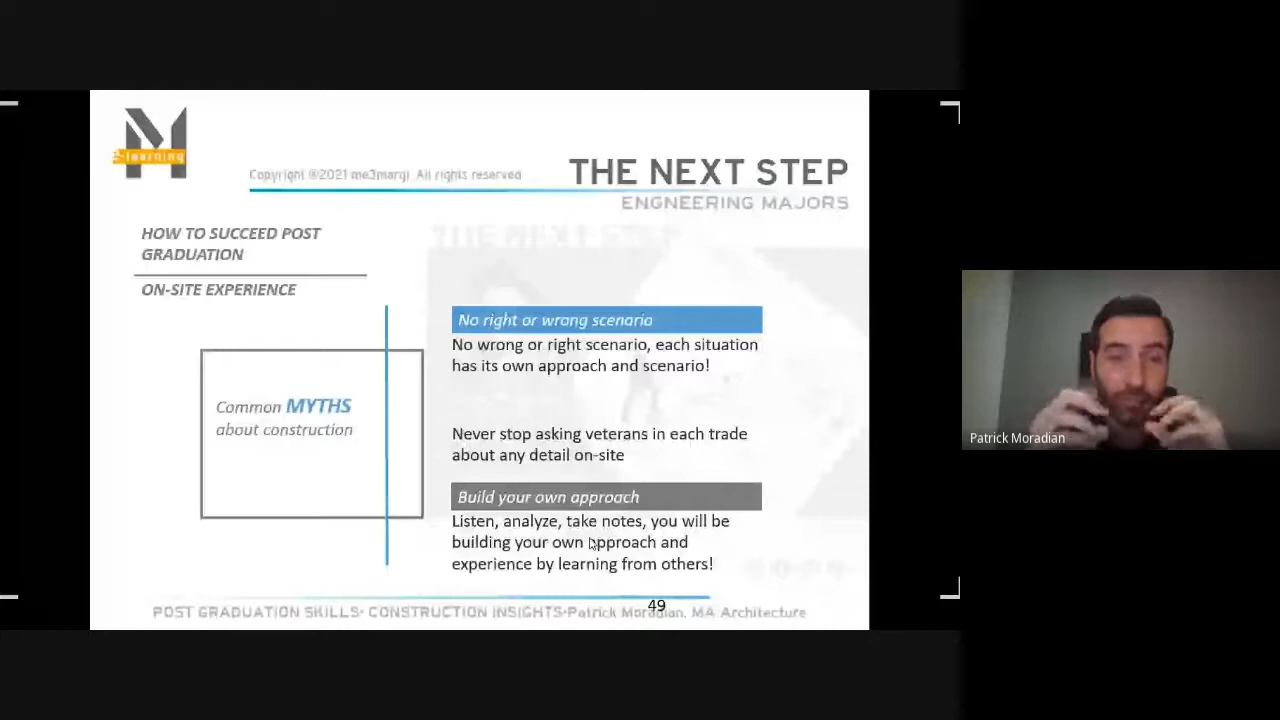 M
e-learning
Copyright ©2021 me3marji. All rights reserved
THE NEXT STEP
ENGNEERING MAJORS
HOW TO SUCCEED POST
GRADUATION
ON-SITE EXPERIENCE
Common MYTHS
about construction
No right or wrong scenario
No wrong or right scenario, each situation
has its own approach and scenario!
Never stop asking veterans in each trade
about any detail on-site
Build your own approach
Listen, analyze, take notes, you will be
building your own approach and
experience by learning from others!
49
POST GRADUATION SKILLS- CONSTRUCTION INSIGHTS-Patrick Moradian. MA Architecture
Patrick Moradian